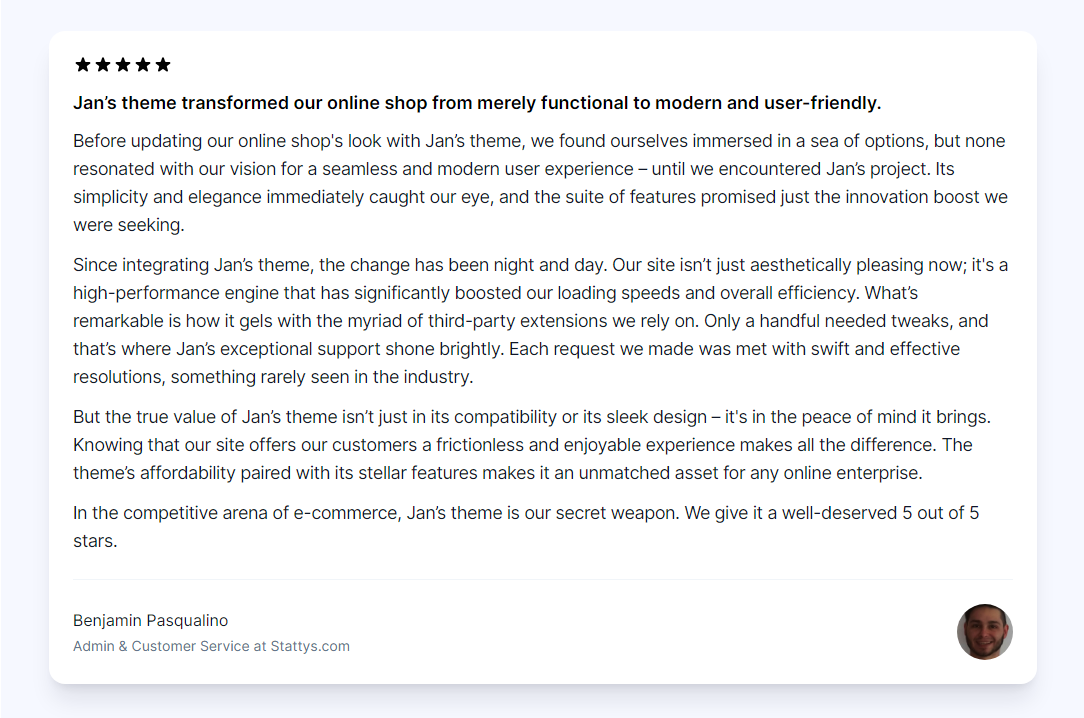 Jan’s theme transformed our online shop from merely functional to modern and user-friendly.
Before updating our online shop's look with Jan’s theme, we found ourselves immersed in a sea of options, but none
resonated with our vision for a seamless and modern user experience – until we encountered Jan’s project. Its
simplicity and elegance immediately caught our eye, and the suite of features promised just the innovation boost we
were seeking.
Since integrating Jan’s theme, the change has been night and day. Our site isn’t just aesthetically pleasing now; it's a
high-performance engine that has significantly boosted our loading speeds and overall efficiency. What’s
remarkable is how it gels with the myriad of third-party extensions we rely on. Only a handful needed tweaks, and
that’s where Jan’s exceptional support shone brightly. Each request we made was met with swift and effective
resolutions, something rarely seen in the industry.
But the true value of Jan’s theme isn’t just in its compatibility or its sleek design – it's in the peace of mind it brings.
Knowing that our site offers our customers a frictionless and enjoyable experience makes all the difference. The
theme’s affordability paired with its stellar features makes it an unmatched asset for any online enterprise.
In the competitive arena of e-commerce, Jan’s theme is our secret weapon. We give it a well-deserved 5 out of 5
stars.
Benjamin Pasqualino
Admin & Customer Service at Stattys.com